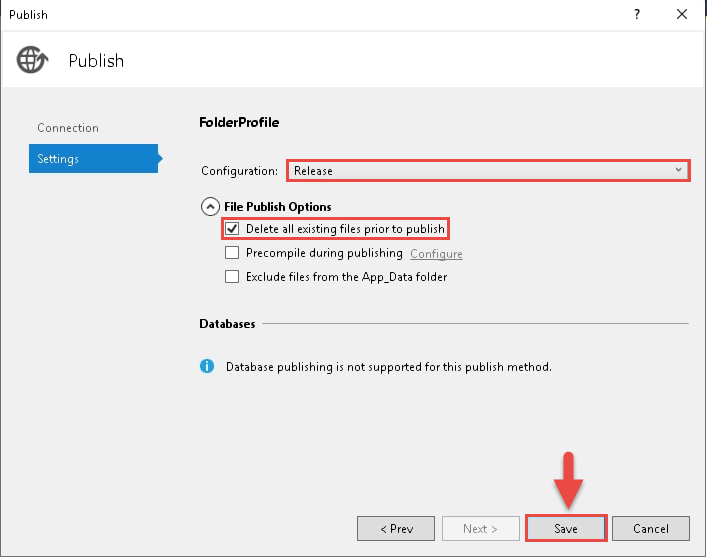 Publish
?
Publish
Connection
Settings
FolderProfile
Configuration: Release
File Publish Options
Delete all existing files prior to publish
Precompile during publishing Configure
Exclude files from the App_Data folder
Databases
Database publishing is not supported for this publish method.
< Prev Next > Save Cancel